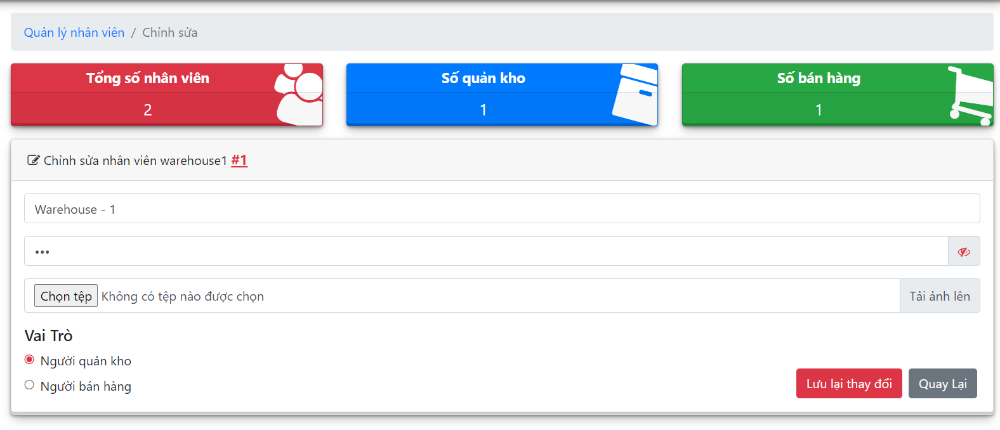 Quản lý nhân viên / Chỉnh sửa
Tổng số nhân viên
2
Số quản kho
1
Số bán hàng
1
Chỉnh sửa nhân viên warehouse1 #1
Warehouse - 1
•••
Chọn tệp Không có tệp nào được chọn
Tải ảnh lên
Vai Trò
Người quản kho
Người bán hàng
Lưu lại thay đổi
Quay Lại